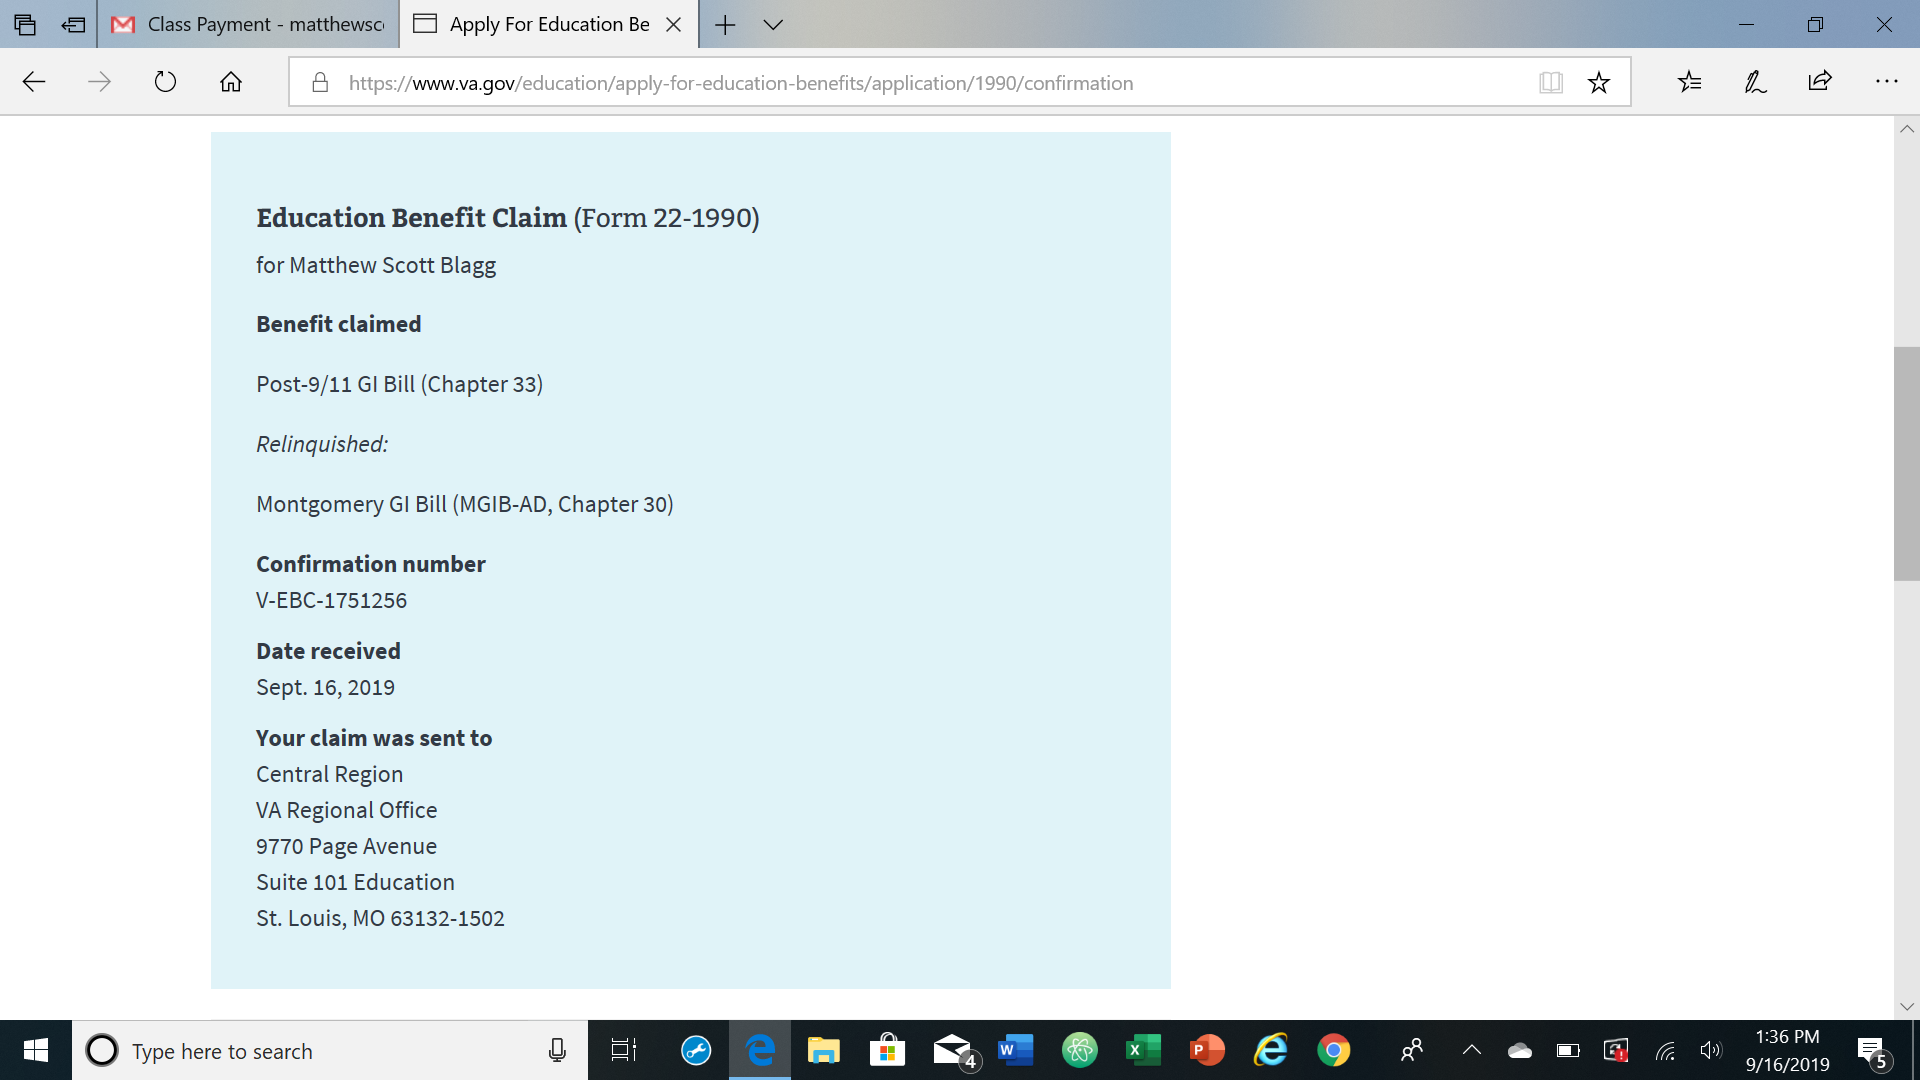 Class Payment - matthewsc
Apply For Education Be
https://www.va.gov/education/apply-for-education-benefits/application/1990/confirmation
Education Benefit Claim (Form 22-1990)
for Matthew Scott Blagg
Benefit claimed
Post-9/11 GI Bill (Chapter 33)
Relinquished:
Montgomery GI Bill (MGIB-AD, Chapter 30)
Confirmation number
V-EBC-1751256
Date received
Sept. 16, 2019
Your claim was sent to
Central Region
VA Regional Office
9770 Page Avenue
Suite 101 Education
St. Louis, MO 63132-1502
Type here to search
4
1:36 PM
9/16/2019
5